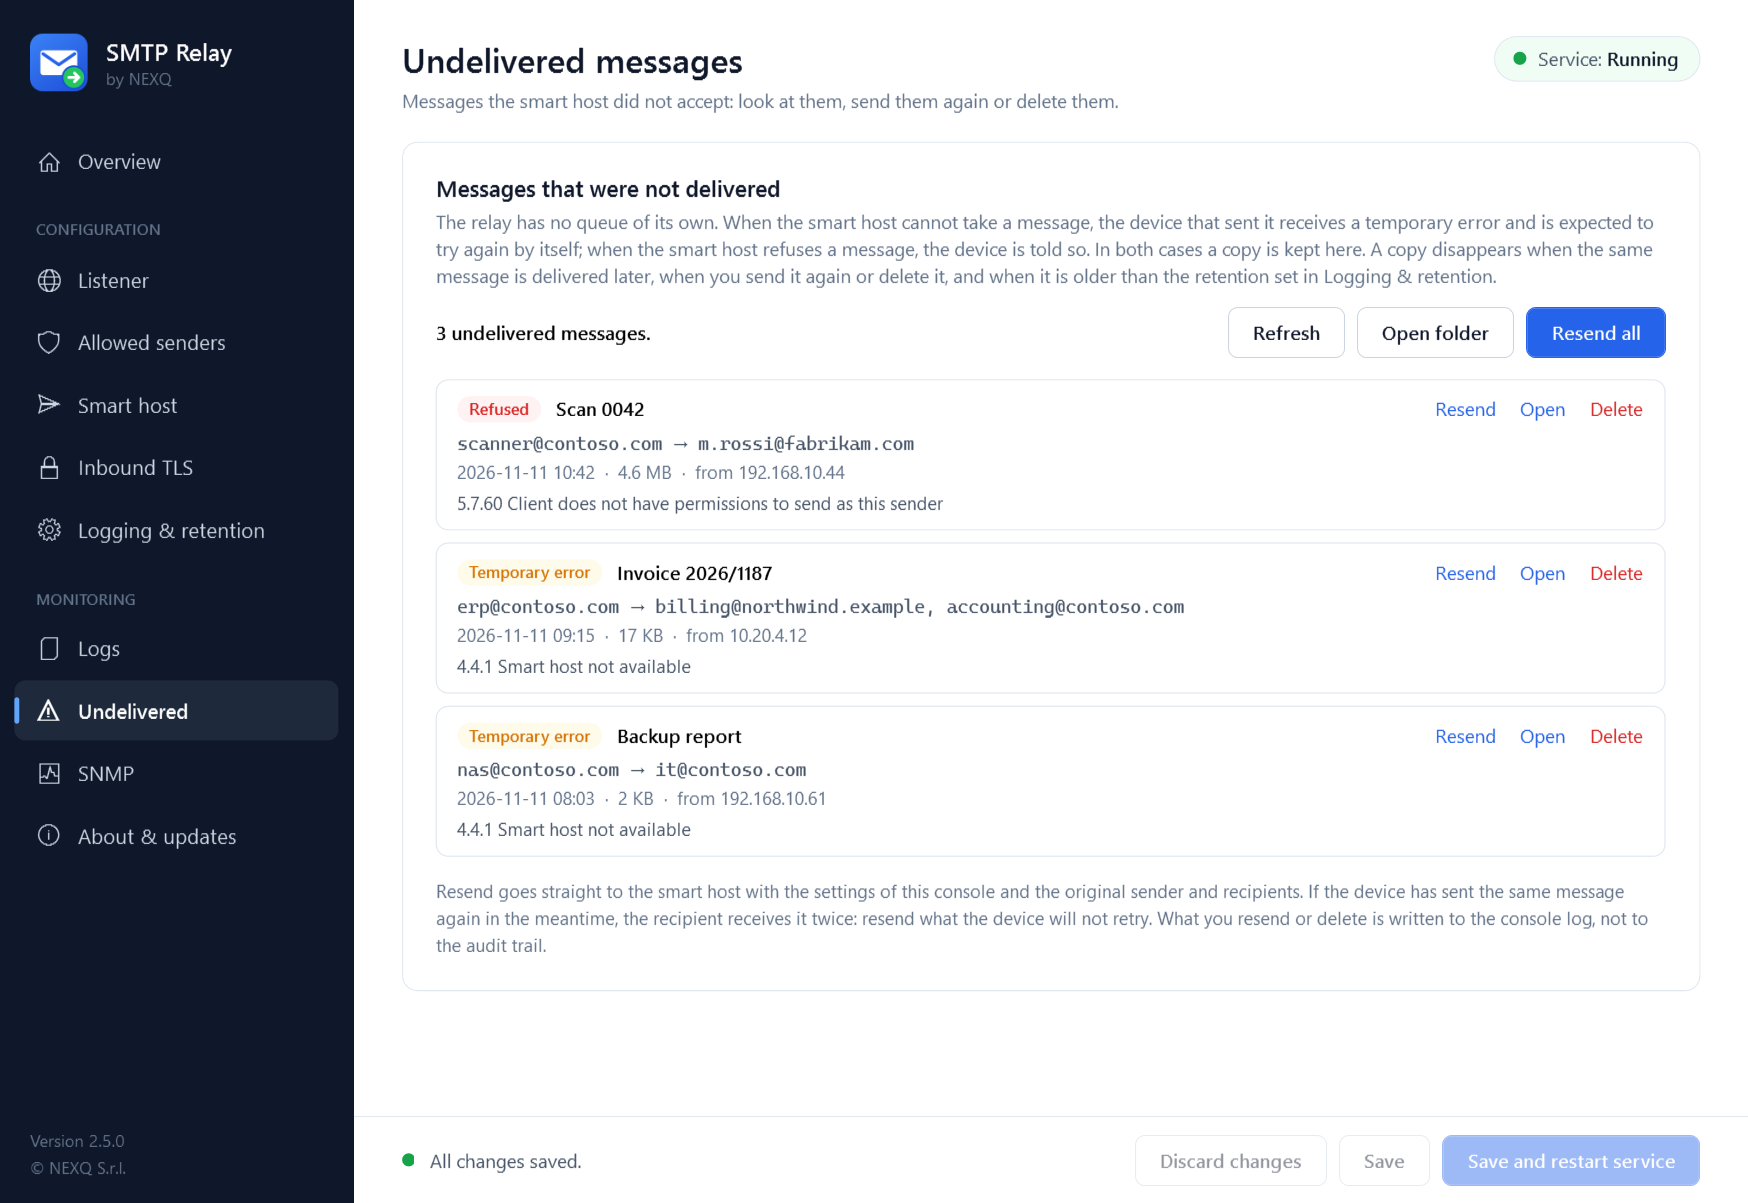 SMTP Relay
by NEXQ
Overview
CONFIGURATION
Listener
Allowed senders
Smart host
Inbound TLS
Logging & retention
MONITORING
Logs
Undelivered
SNMP
About & updates
Version 2.5.0
© NEXQ S.r.l.
Undelivered messages
Messages the smart host did not accept: look at them, send them again or delete them.
Service: Running
Messages that were not delivered
The relay has no queue of its own. When the smart host cannot take a message, the device that sent it receives a temporary error and is expected to
try again by itself; when the smart host refuses a message, the device is told so. In both cases a copy is kept here. A copy disappears when the same
message is delivered later, when you send it again or delete it, and when it is older than the retention set in Logging & retention.
3 undelivered messages.
Refresh
Open folder
Resend all
Refused Scan 0042
Resend Open Delete
scanner@contoso.com → m.rossi@fabrikam.com
2026-11-11 10:42 · 4.6 MB · from 192.168.10.44
5.7.60 Client does not have permissions to send as this sender
Temporary error Invoice 2026/1187
Resend Open Delete
erp@contoso.com → billing@northwind.example, accounting@contoso.com
2026-11-11 09:15 · 17 KB · from 10.20.4.12
4.4.1 Smart host not available
Temporary error Backup report
Resend Open Delete
nas@contoso.com → it@contoso.com
2026-11-11 08:03 · 2 KB · from 192.168.10.61
4.4.1 Smart host not available
Resend goes straight to the smart host with the settings of this console and the original sender and recipients. If the device has sent the same message
again in the meantime, the recipient receives it twice: resend what the device will not retry. What you resend or delete is written to the console log, not to
the audit trail.
All changes saved.
Discard changes
Save
Save and restart service